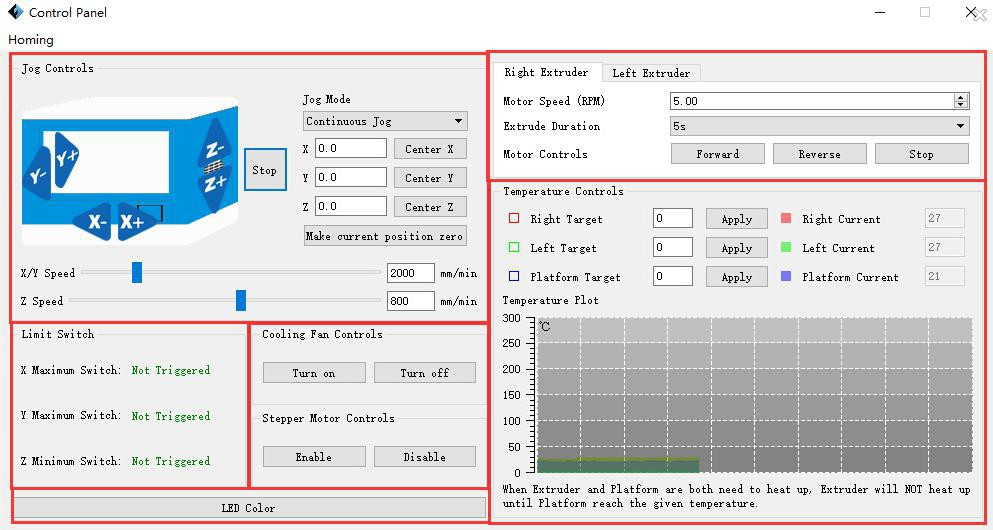 Control Panel
Homing
Jog Controls
Y-
Y+
Z-
Z+
X-
X+
Stop
Jog Mode
Continuous Jog
X 0.0 Center X
Y 0.0 Center Y
Z 0.0 Center Z
Make current position zero
X/Y Speed 2000 mm/min
Z Speed 800 mm/min
Limit Switch
X Maximum Switch: Not Triggered
Y Maximum Switch: Not Triggered
Z Minimum Switch: Not Triggered
Cooling Fan Controls
Turn on Turn off
Stepper Motor Controls
Enable Disable
LED Color
Right Extruder Left Extruder
Motor Speed (RPM) 5.00
Extrude Duration 5s
Motor Controls Forward Reverse Stop
Temperature Controls
Right Target 0 Apply Right Current 27
Left Target 0 Apply Left Current 27
Platform Target 0 Apply Platform Current 21
Temperature Plot
°C
300
250
200
150
100
50
0
When Extruder and Platform are both need to heat up, Extruder will NOT heat up
until Platform reach the given temperature.